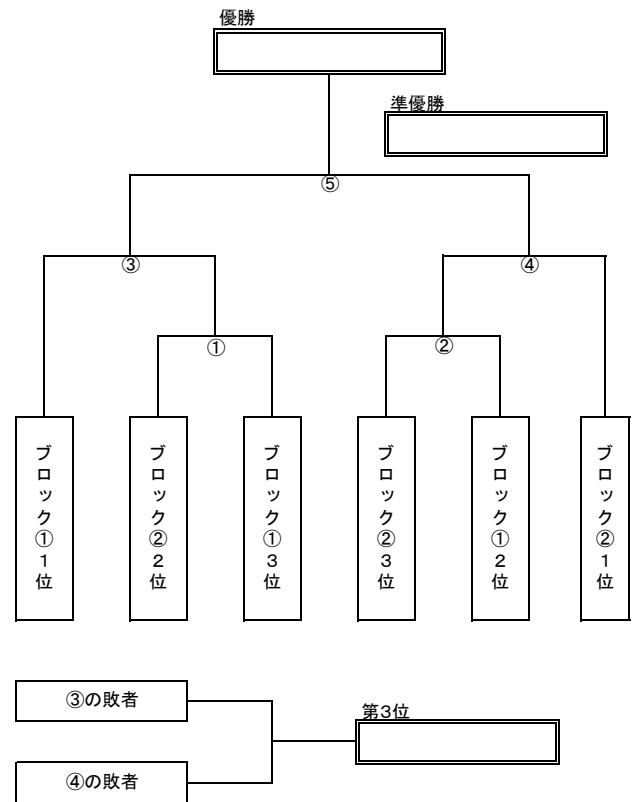 優勝
準優勝
⑤
③
④
①
②
ブロック①1位
ブロック②2位
ブロック①3位
ブロック②3位
ブロック①2位
ブロック②1位
③の敗者
第3位
④の敗者